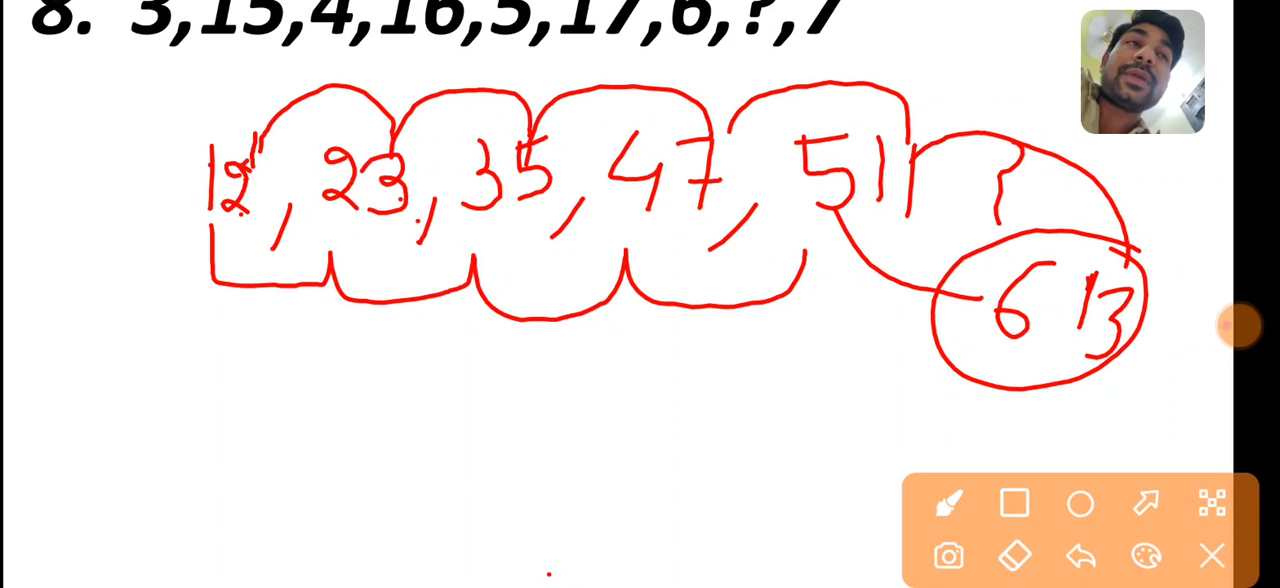 8. 3,15,4,16,5,17,6,?,7
12, 23, 35, 47, 511 ?
613